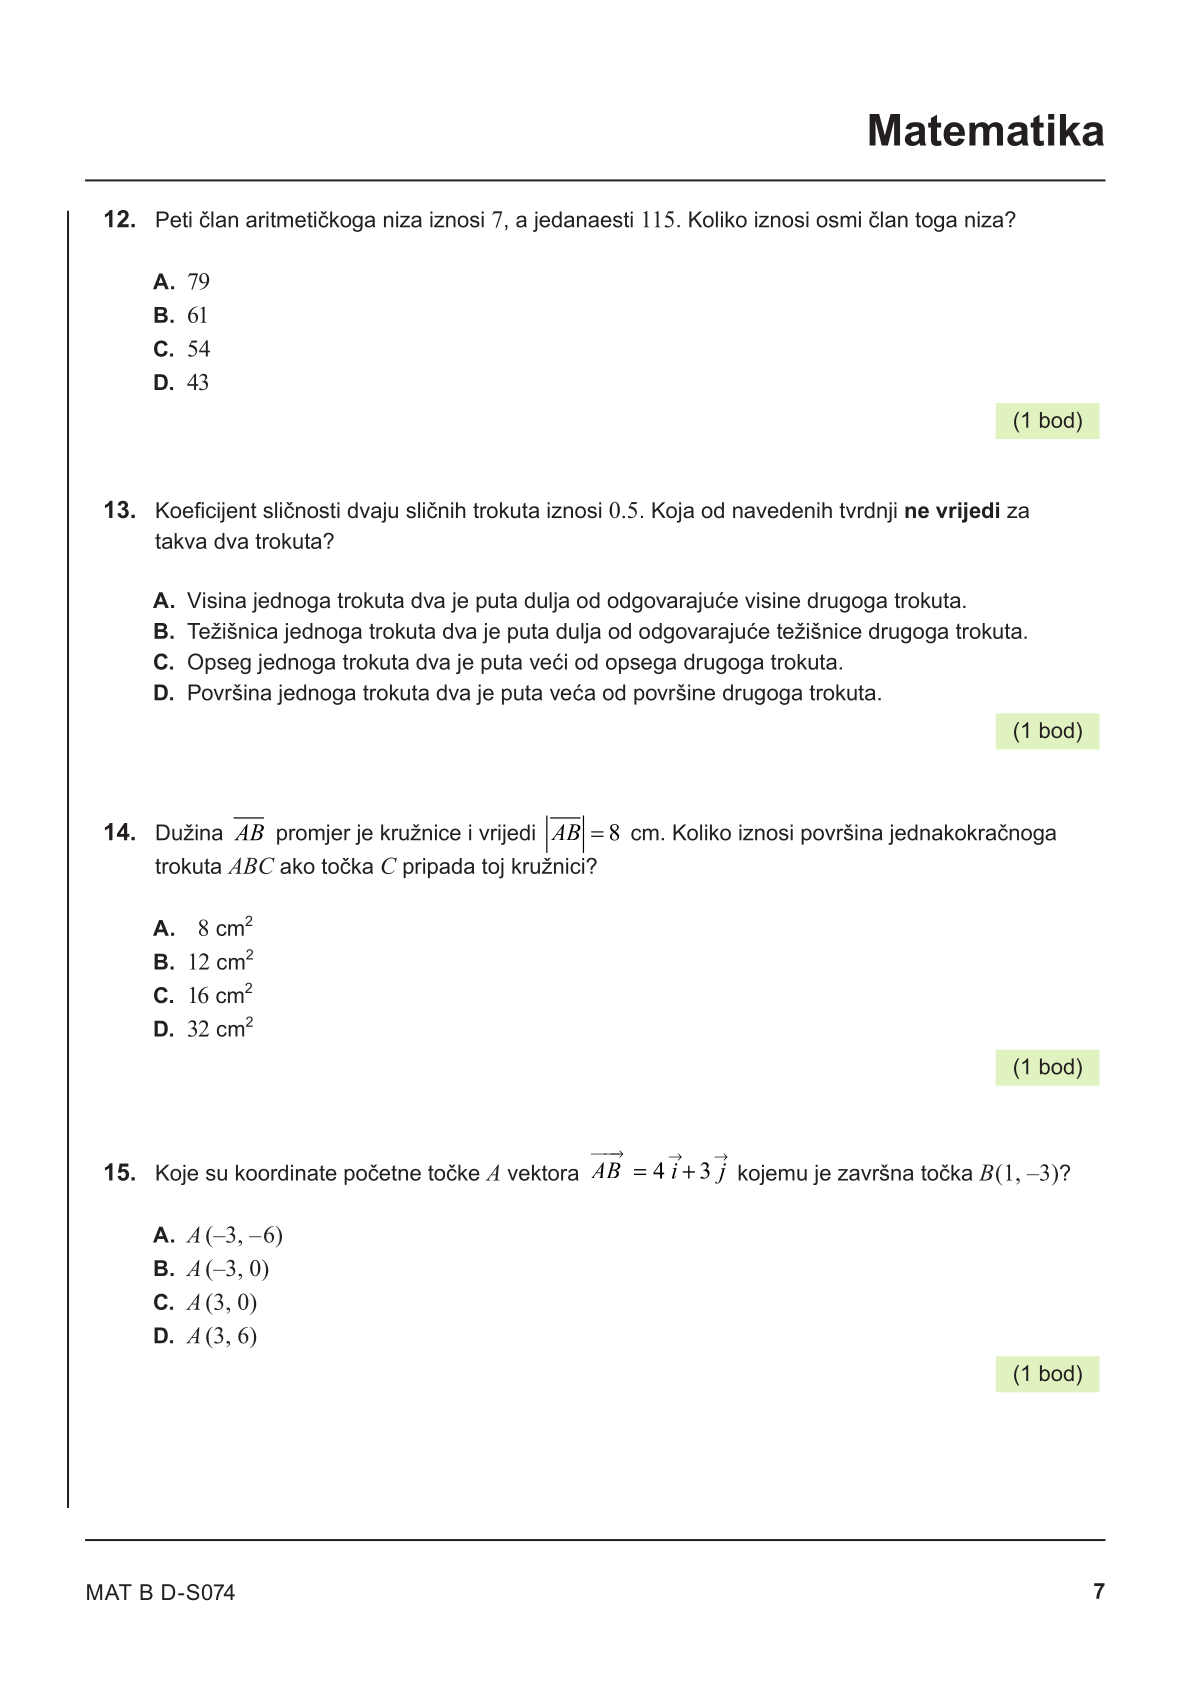 Matematika
12. Peti član aritmetičkoga niza iznosi 7, a jedanaesti 115. Koliko iznosi osmi član toga niza?
A. 79
B. 61
C. 54
D. 43
(1 bod)
13. Koeficijent sličnosti dvaju sličnih trokuta iznosi 0.5. Koja od navedenih tvrdnji ne vrijedi za
takva dva trokuta?
A. Visina jednoga trokuta dva je puta dulja od odgovarajuće visine drugoga trokuta.
B. Težišnica jednoga trokuta dva je puta dulja od odgovarajuće težišnice drugoga trokuta.
C. Opseg jednoga trokuta dva je puta veći od opsega drugoga trokuta.
D. Površina jednoga trokuta dva je puta veća od površine drugoga trokuta.
(1 bod)
14. Dužina $\overline{AB}$ promjer je kružnice i vrijedi $|\overline{AB}| = 8$ cm. Koliko iznosi površina jednakokračnoga
trokuta ABC ako točka C pripada toj kružnici?
A. 8 cm²
B. 12 cm²
C. 16 cm²
D. 32 cm²
(1 bod)
15. Koje su koordinate početne točke A vektora $\overrightarrow{AB} = 4\vec{i} + 3\vec{j}$ kojemu je završna točka B(1, –3)?
A. A(–3, –6)
B. A(–3, 0)
C. A(3, 0)
D. A(3, 6)
(1 bod)
MAT B D-S074
7